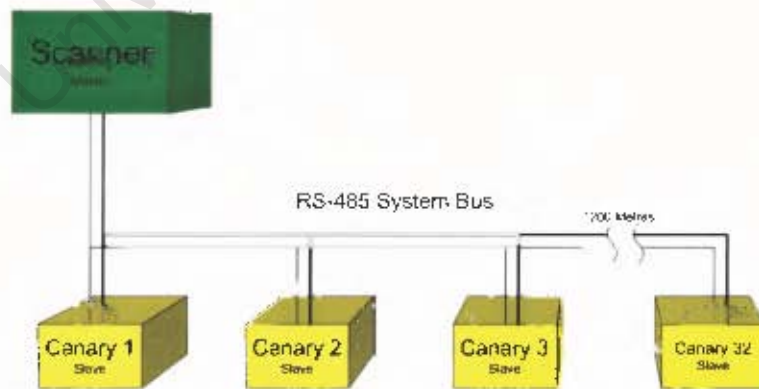 Scanner
RS-485 System Bus
1200 Metres
Canary 1
Slave
Canary 2
Slave
Canary 3
Slave
Canary 32
Slave